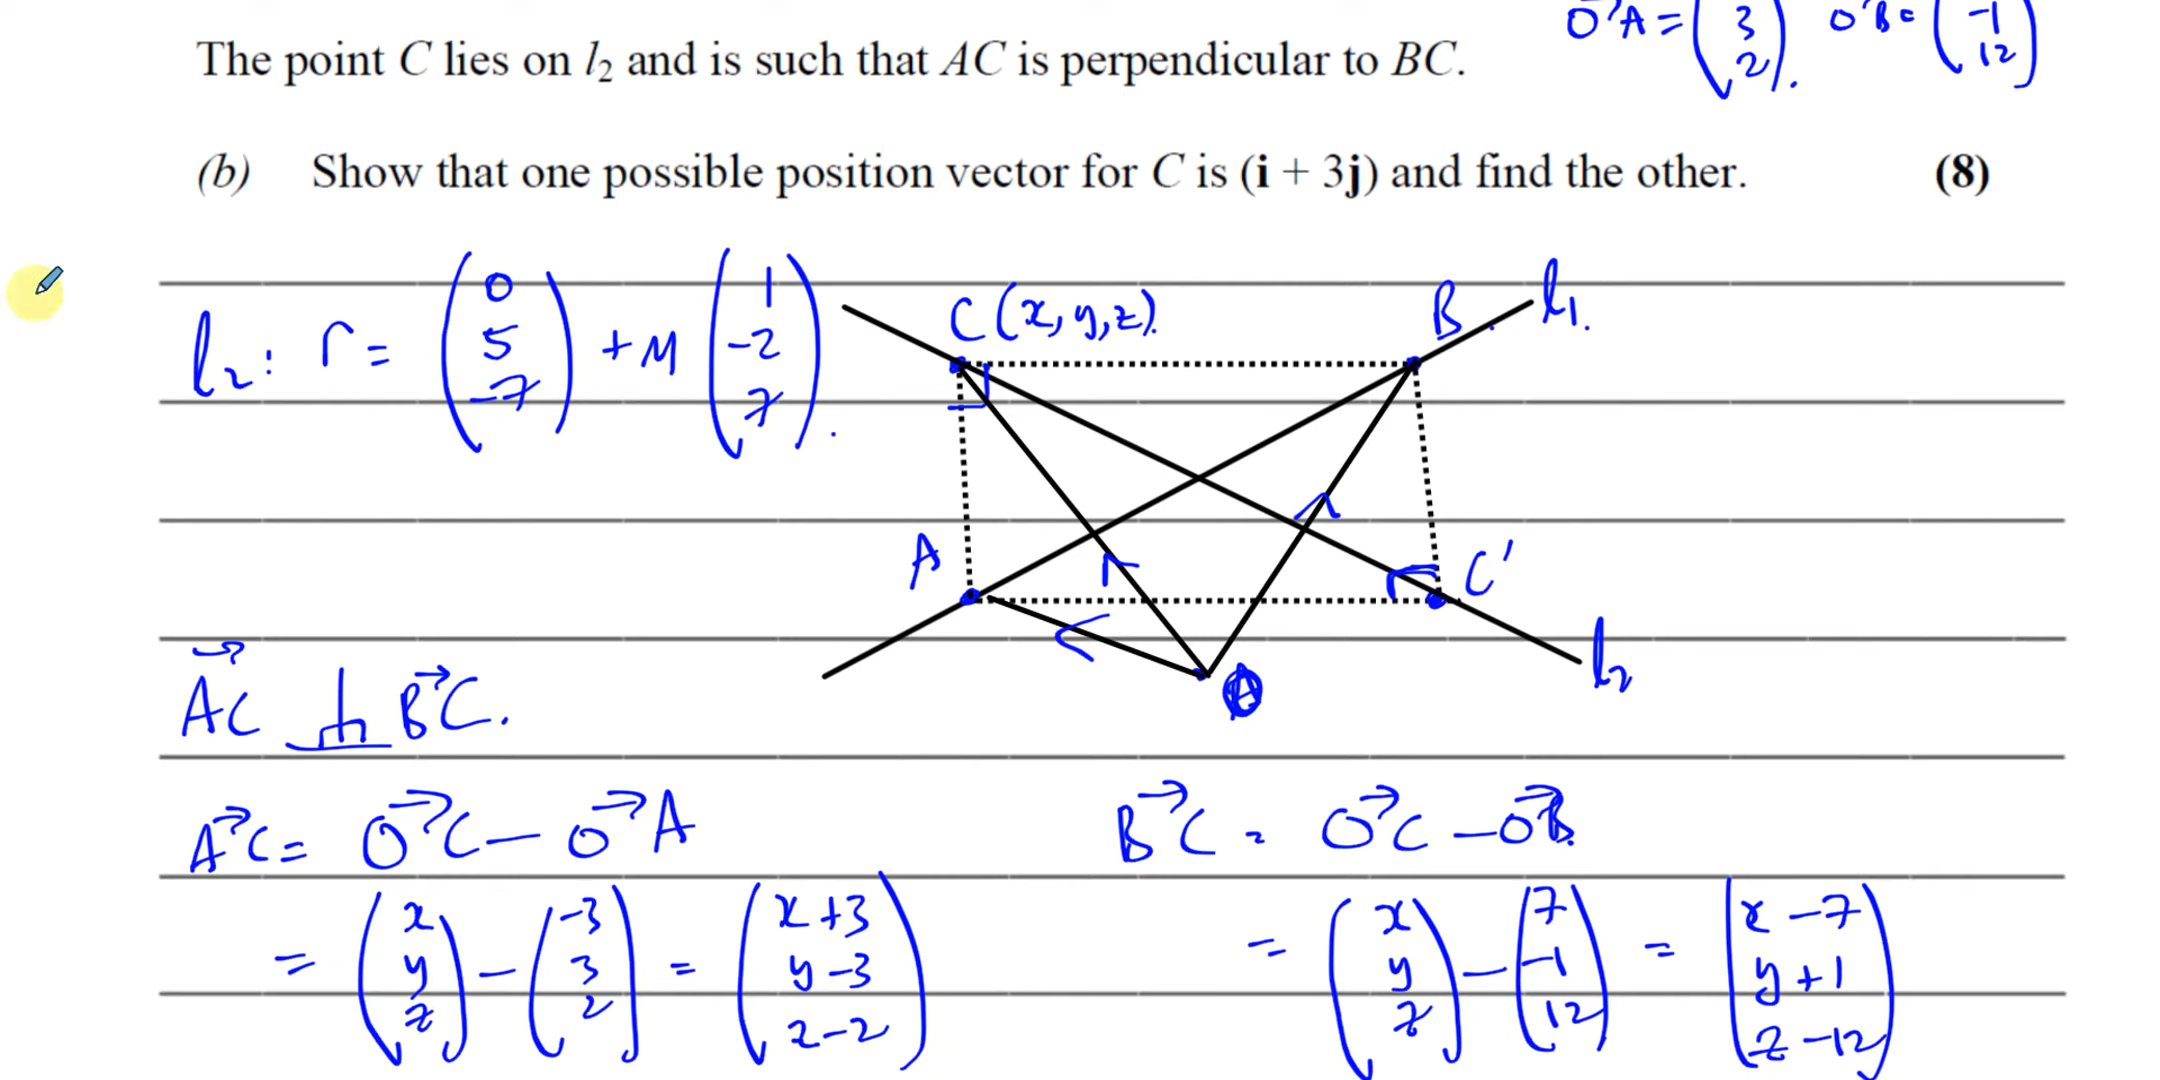 O→A = ( 3 2 ). O→B = ( -1 12 )
The point C lies on l₂ and is such that AC is perpendicular to BC.
(b) Show that one possible position vector for C is (i + 3j) and find the other. (8)
l₂: r = ( 0 5 -7 ) + M ( 1 -2 7 ).
C (x, y, z).
B
l₁.
A
C'
O
l₂
A→C ⊥ B→C.
A→C = O→C - O→A
B→C = O→C - O→B.
= ( x y z ) - ( -3 3 2 ) = ( x+3 y-3 z-2 )
= ( x y z ) - ( 7 -1 12 ) = ( x-7 y+1 z-12 )